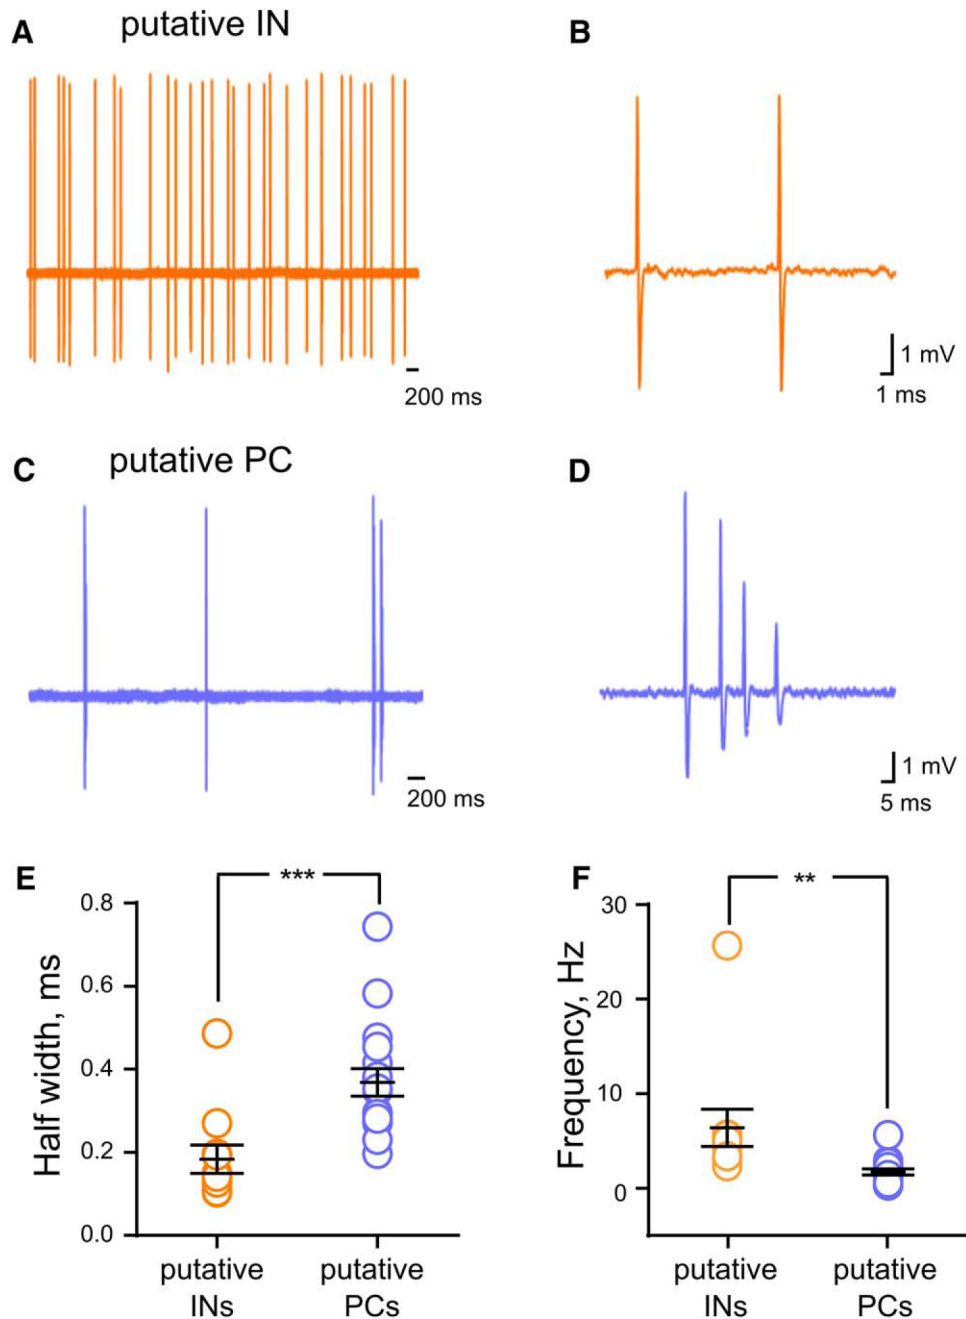 A
putative IN
200 ms
B
1 mV
1 ms
C
putative PC
200 ms
D
1 mV
5 ms
E
***
Half width, ms
0.8
0.6
0.4
0.2
0.0
putative
INs
putative
PCs
F
**
Frequency, Hz
30
20
10
0
putative
INs
putative
PCs